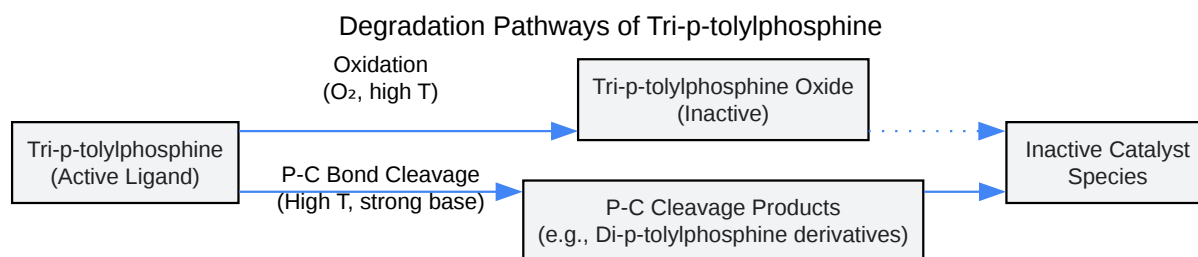 Degradation Pathways of Tri-p-tolylphosphine
Oxidation
(O₂, high T)
Tri-p-tolylphosphine Oxide
(Inactive)
Tri-p-tolylphosphine
(Active Ligand)
P-C Bond Cleavage
(High T, strong base)
P-C Cleavage Products
(e.g., Di-p-tolylphosphine derivatives)
Inactive Catalyst
Species